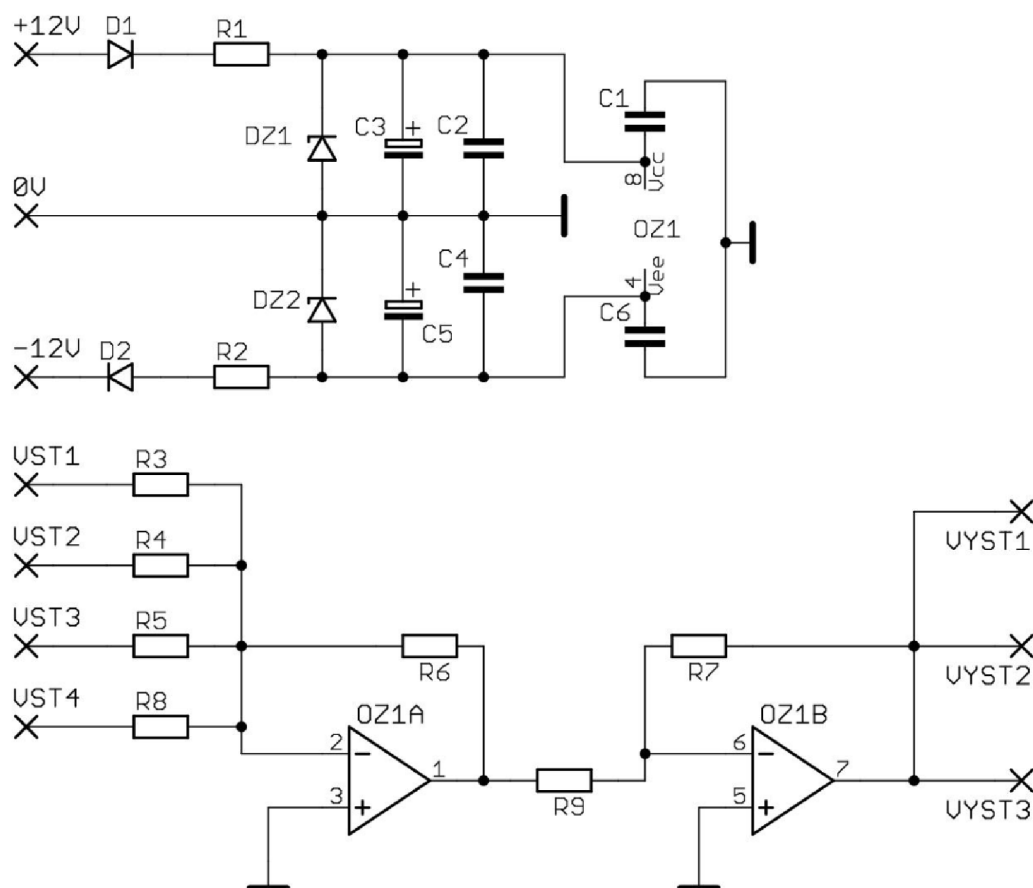 +12V
D1
R1
DZ1
C3
+
C2
C1
8
Vcc
0V
OZ1
4
Vee
DZ2
C4
+
C5
C6
-12V
D2
R2
VST1
R3
VST2
R4
VST3
R5
VST4
R8
R6
OZ1A
2
-
3
+
1
R9
R7
OZ1B
6
-
5
+
7
VYST1
VYST2
VYST3